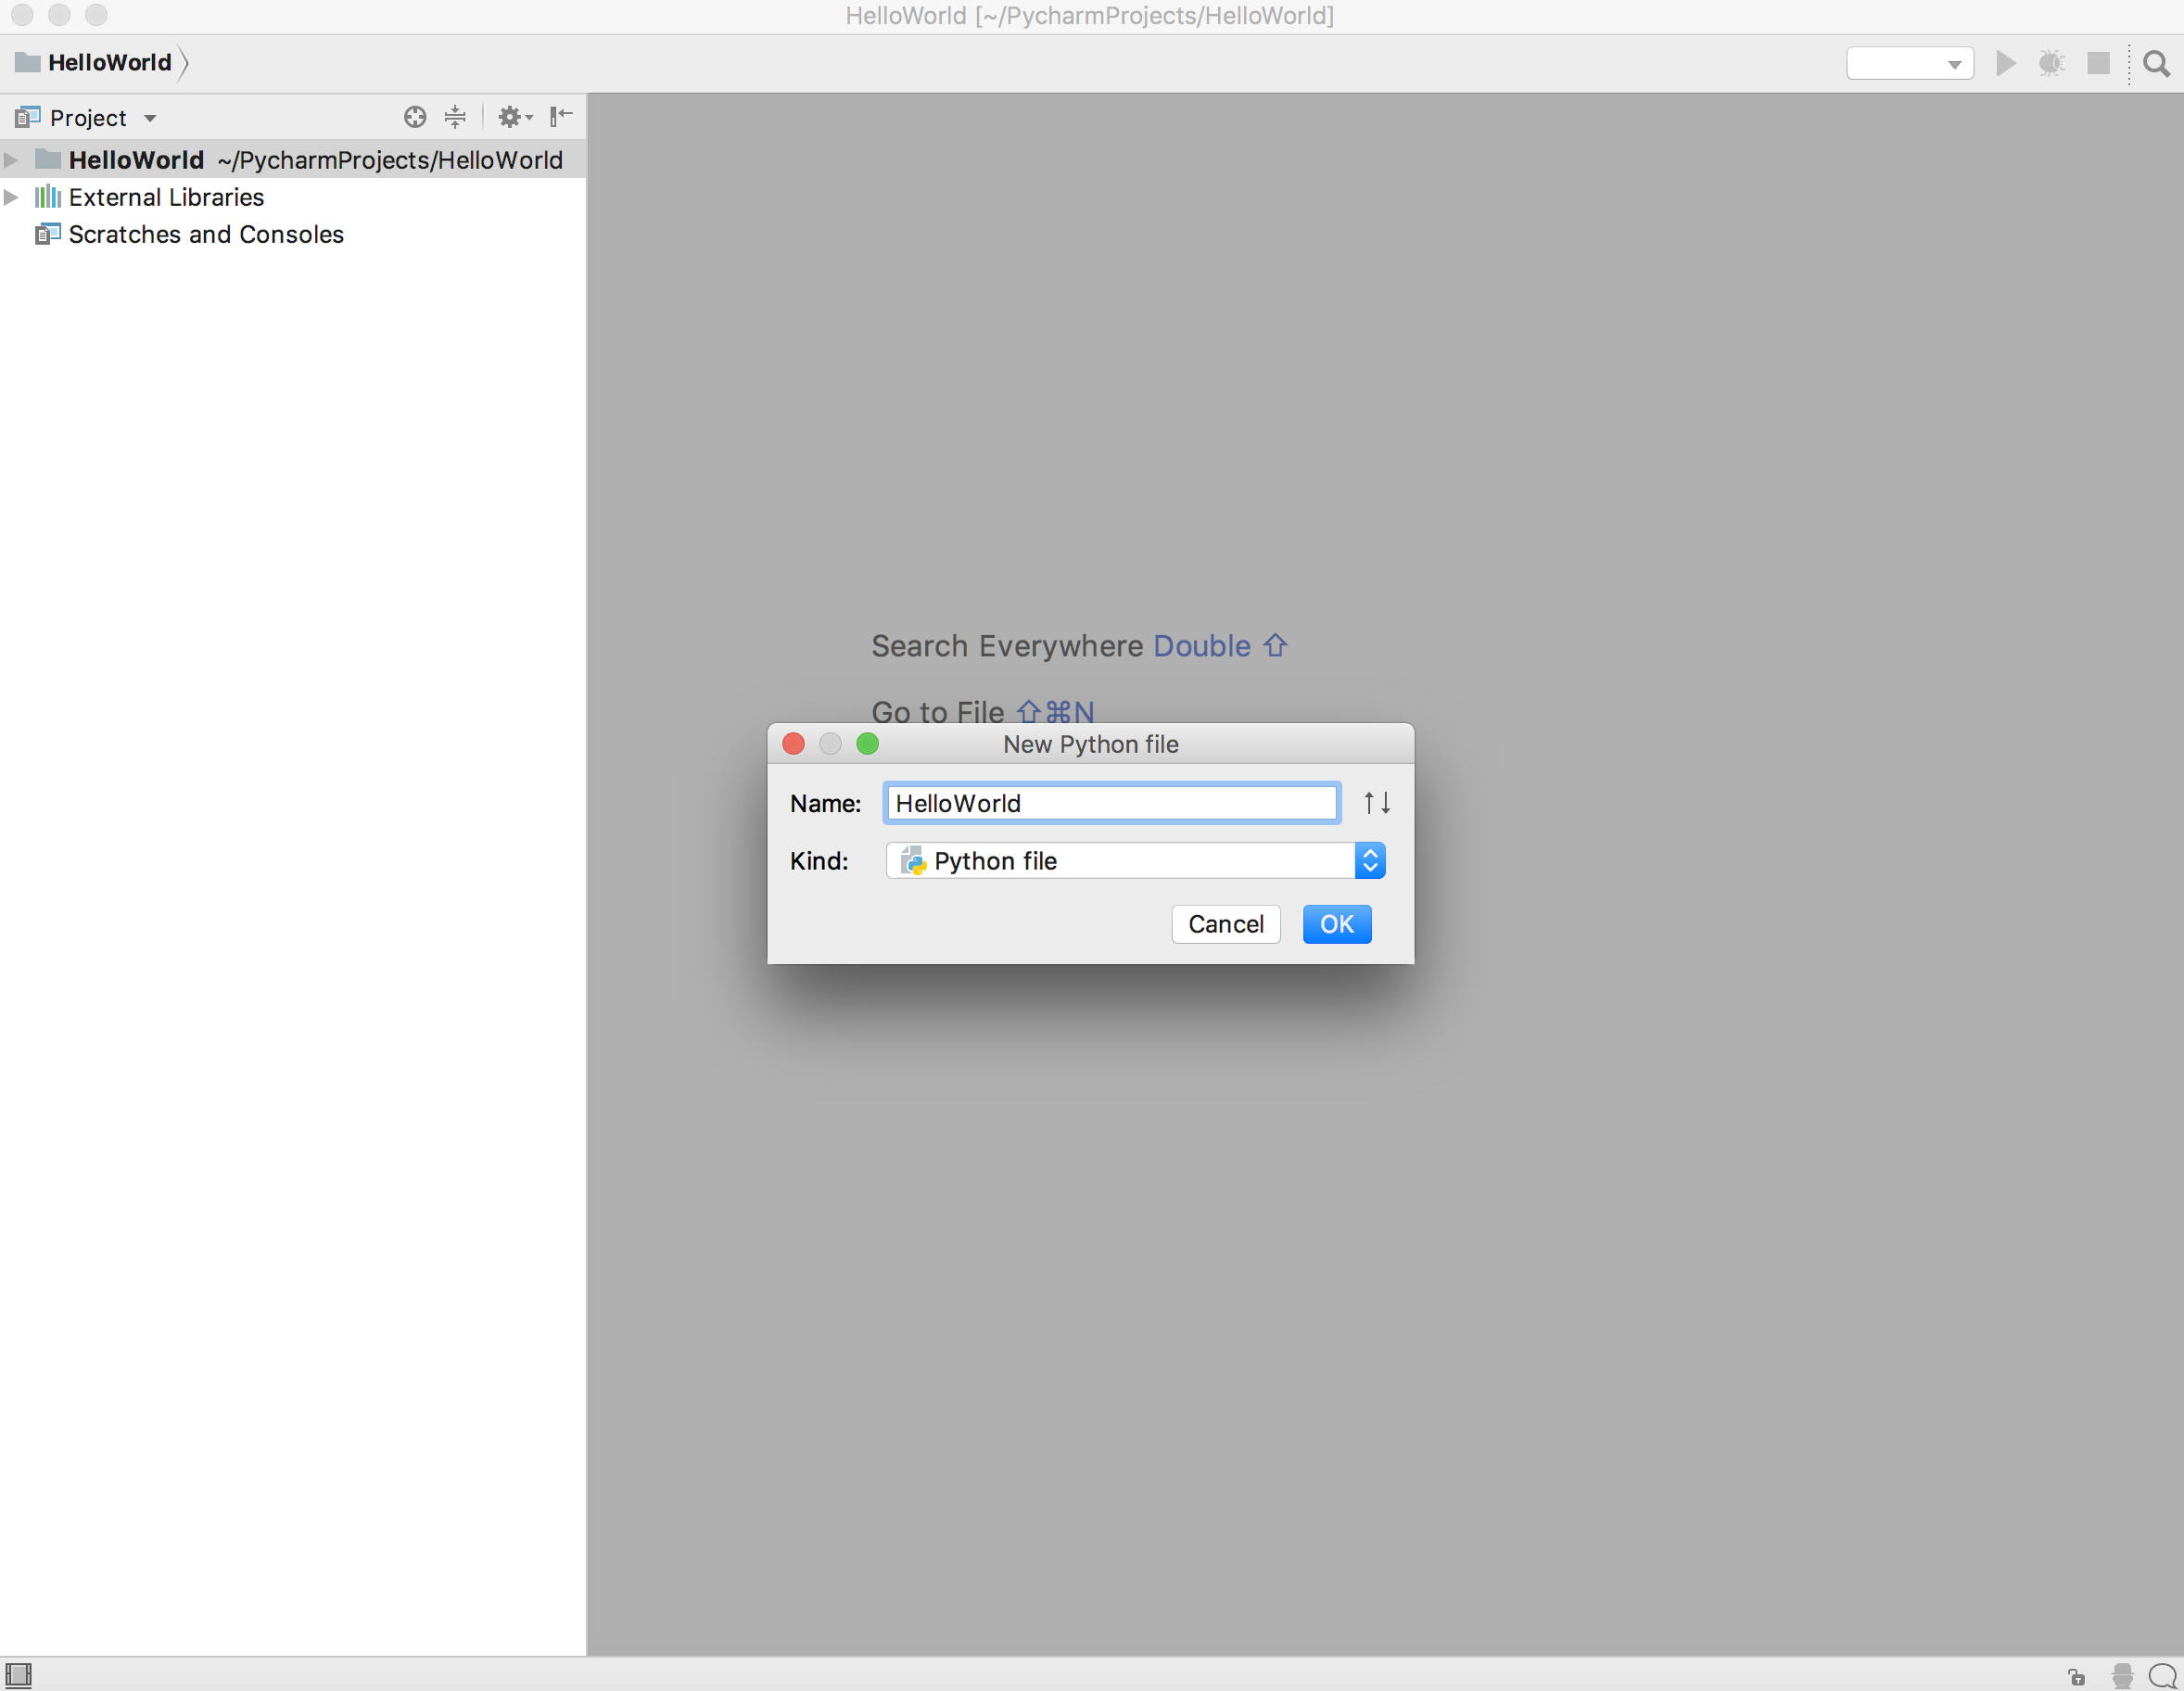 HelloWorld [~/PycharmProjects/HelloWorld]
HelloWorld
Project
HelloWorld ~/PycharmProjects/HelloWorld
External Libraries
Scratches and Consoles
Search Everywhere Double ⇧
Go to File ⇧⌘N
New Python file
Name: HelloWorld
Kind: Python file
Cancel OK